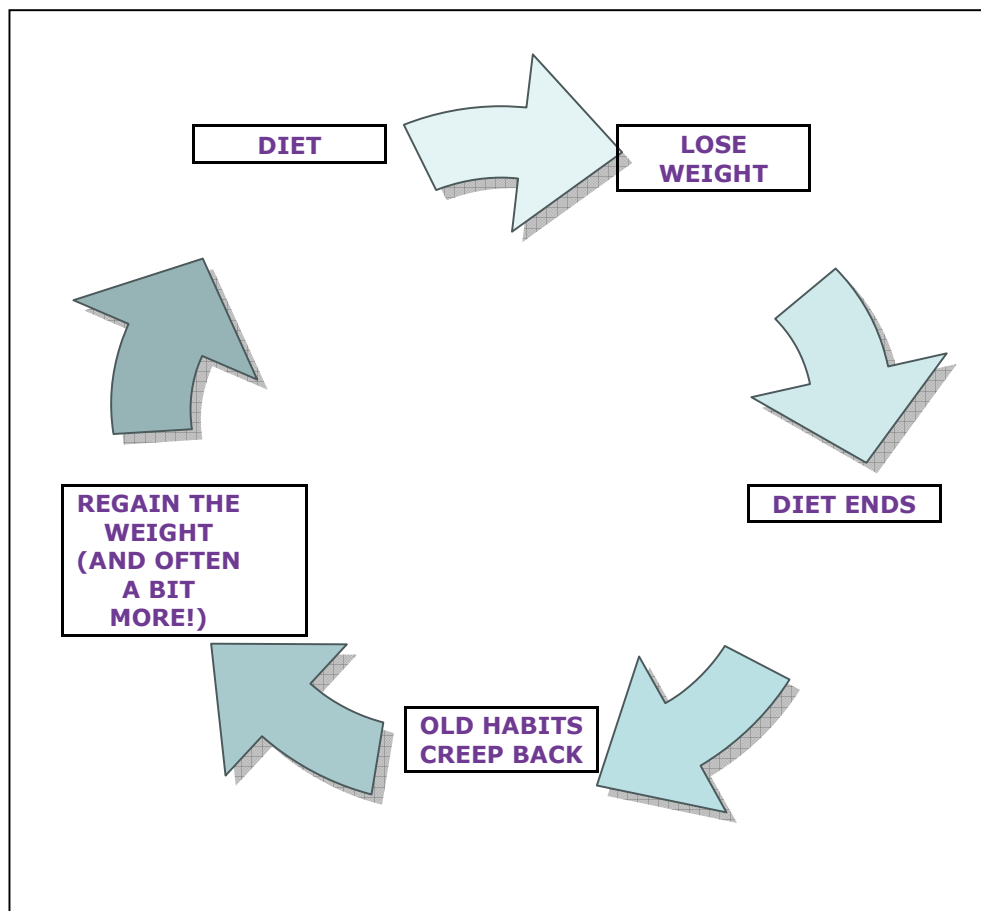 DIET
LOSE
WEIGHT
DIET ENDS
OLD HABITS
CREEP BACK
REGAIN THE
WEIGHT
(AND OFTEN
A BIT
MORE!)